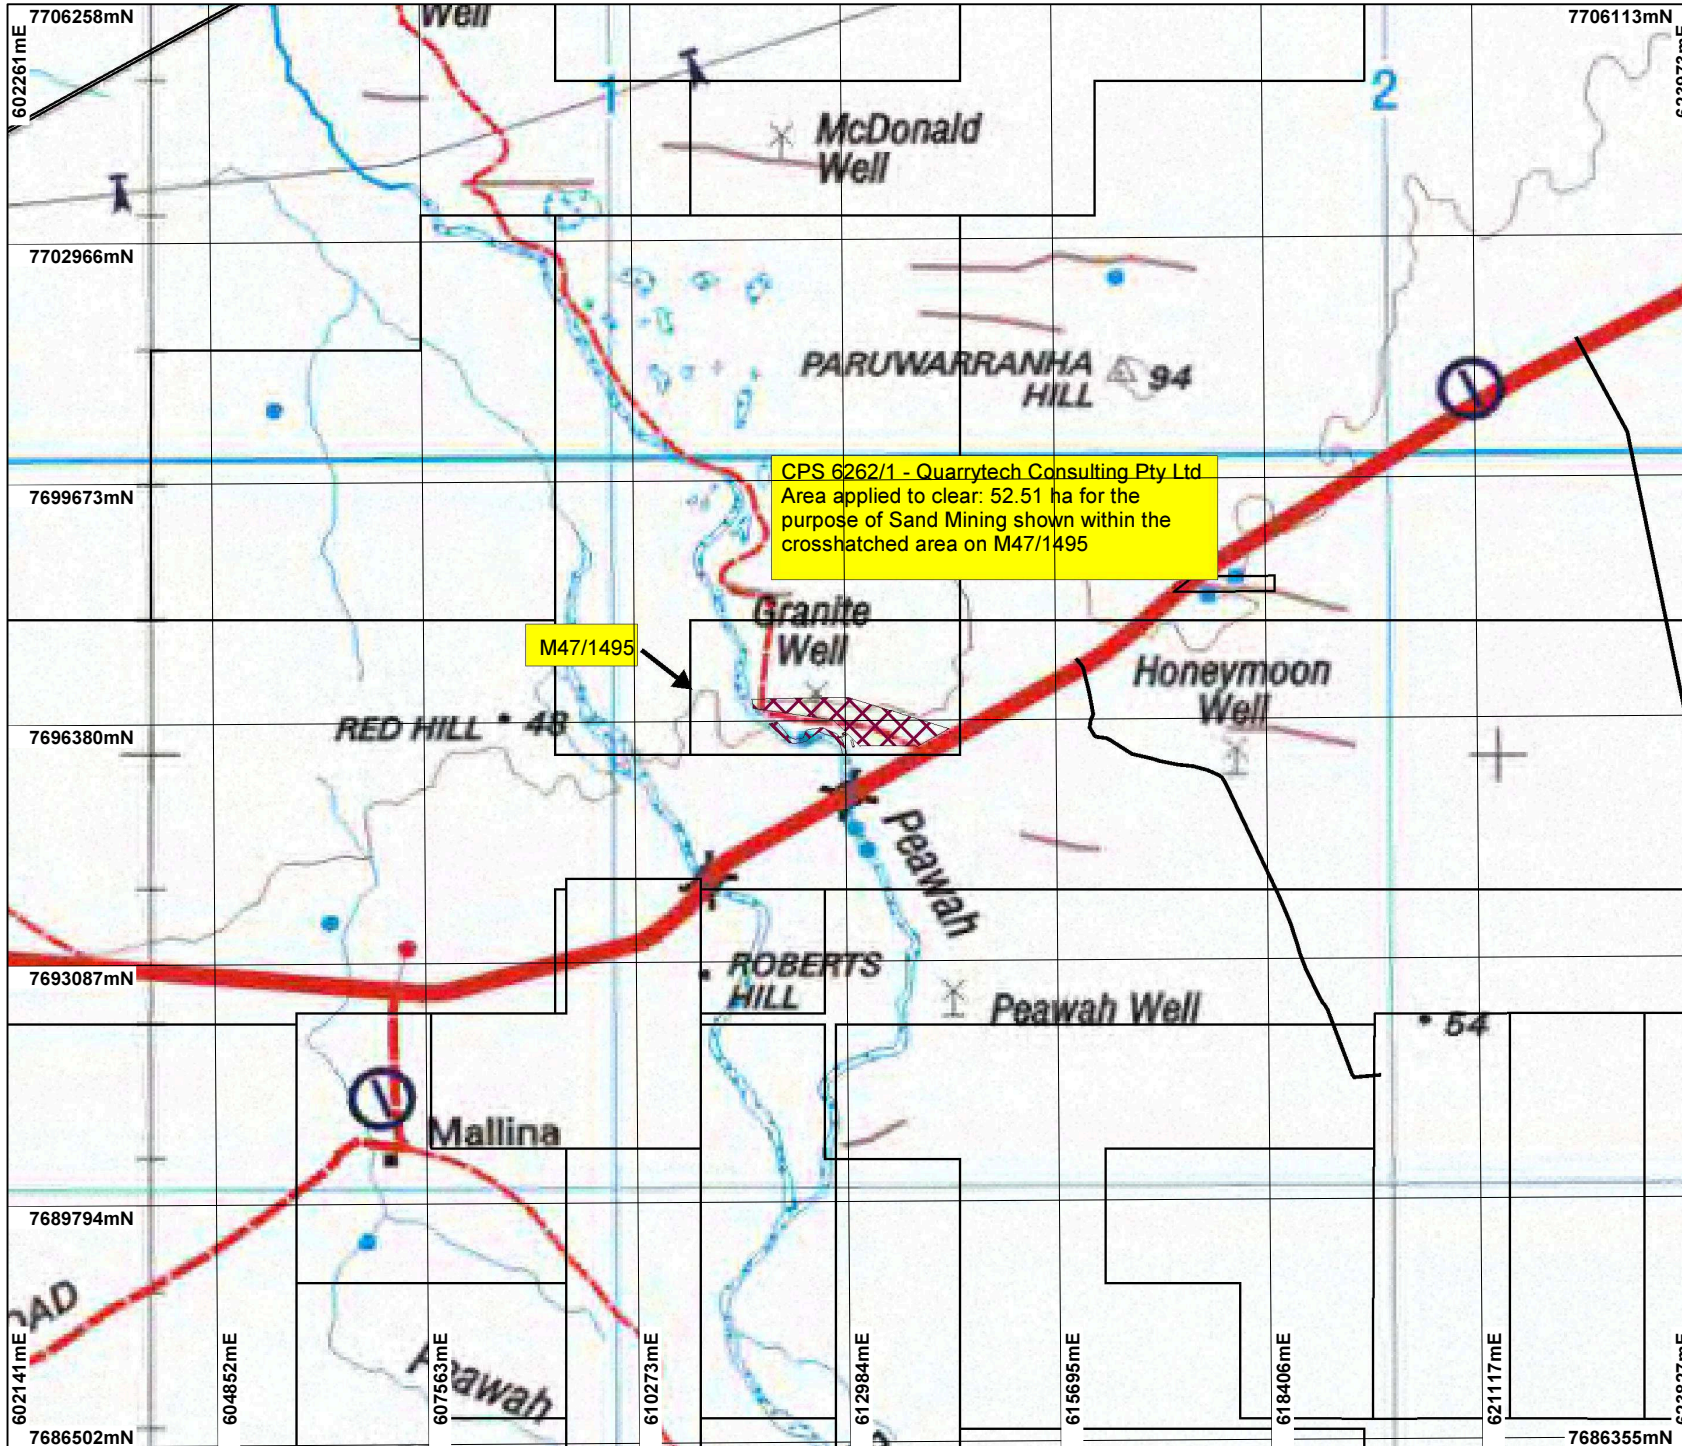 7706258mN
Well
7706113mN
602261mE
1
2
McDonald
Well
7702966mN
PARUWARRANHA
HILL
94
CPS 6262/1 - Quarrytech Consulting Pty Ltd
Area applied to clear: 52.51 ha for the
purpose of Sand Mining shown within the
crosshatched area on M47/1495
7699673mN
Granite
Well
M47/1495
Honeymoon
Well
RED HILL
48
7696380mN
Peawah
7693087mN
ROBERTS
HILL
Peawah Well
54
Mallina
7689794mN
Peawah
602141mE
604852mE
607563mE
610273mE
612984mE
615695mE
618406mE
621117mE
7686502mN
7686355mN